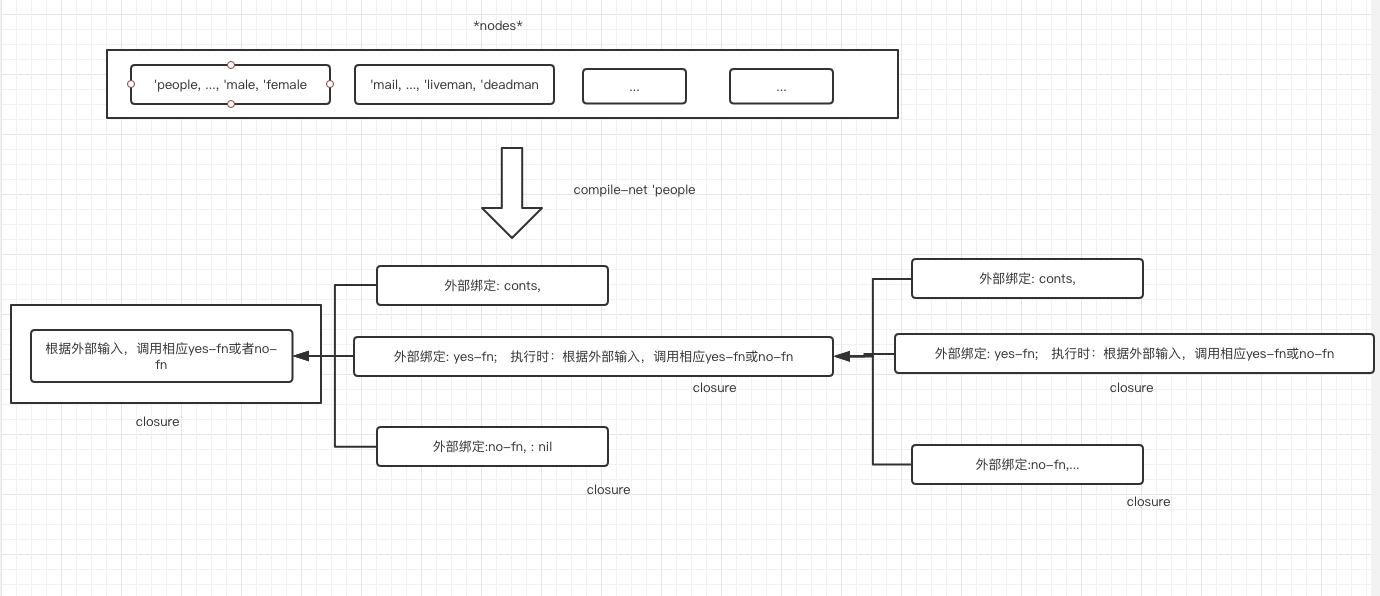 *nodes*
'people, ..., 'male, 'female
'mail, ..., 'liveman, 'deadman
...
...
compile-net 'people
外部绑定: conts,
外部绑定: conts,
根据外部输入，调用相应yes-fn或者no-
fn
外部绑定: yes-fn; 执行时：根据外部输入，调用相应yes-fn或no-fn
外部绑定: yes-fn; 执行时：根据外部输入，调用相应yes-fn或no-fn
closure
closure
closure
外部绑定:no-fn, : nil
外部绑定:no-fn,...
closure
closure